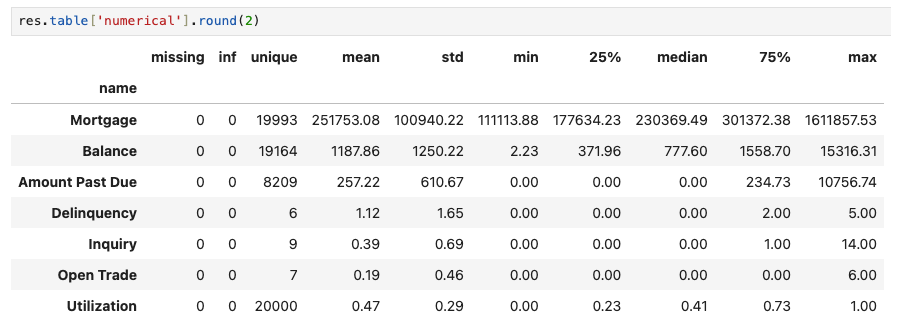 res.table['numerical'].round(2)
missing inf unique mean std min 25% median 75% max
name
Mortgage 0 0 19993 251753.08 100940.22 111113.88 177634.23 230369.49 301372.38 1611857.53
Balance 0 0 19164 1187.86 1250.22 2.23 371.96 777.60 1558.70 15316.31
Amount Past Due 0 0 8209 257.22 610.67 0.00 0.00 0.00 234.73 10756.74
Delinquency 0 0 6 1.12 1.65 0.00 0.00 0.00 2.00 5.00
Inquiry 0 0 9 0.39 0.69 0.00 0.00 0.00 1.00 14.00
Open Trade 0 0 7 0.19 0.46 0.00 0.00 0.00 0.00 6.00
Utilization 0 0 20000 0.47 0.29 0.00 0.23 0.41 0.73 1.00